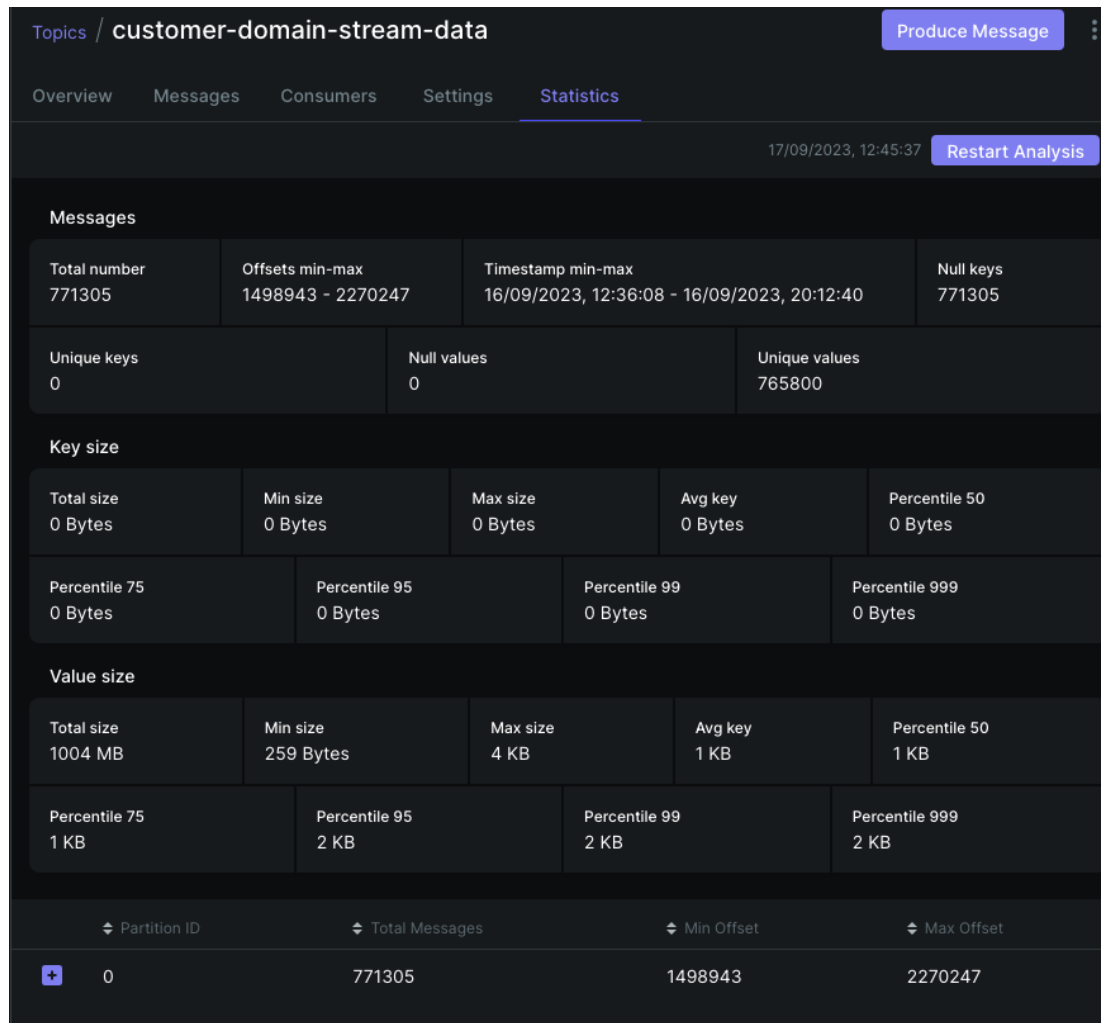 Topics / customer-domain-stream-data
Produce Message
Overview Messages Consumers Settings Statistics
17/09/2023, 12:45:37 Restart Analysis
Messages
Total number Offsets min-max Timestamp min-max Null keys
771305 1498943 - 2270247 16/09/2023, 12:36:08 - 16/09/2023, 20:12:40 771305
Unique keys Null values Unique values
0 0 765800
Key size
Total size Min size Max size Avg key Percentile 50
0 Bytes 0 Bytes 0 Bytes 0 Bytes 0 Bytes
Percentile 75 Percentile 95 Percentile 99 Percentile 999
0 Bytes 0 Bytes 0 Bytes 0 Bytes
Value size
Total size Min size Max size Avg key Percentile 50
1004 MB 259 Bytes 4 KB 1 KB 1 KB
Percentile 75 Percentile 95 Percentile 99 Percentile 999
1 KB 2 KB 2 KB 2 KB
Partition ID Total Messages Min Offset Max Offset
0 771305 1498943 2270247